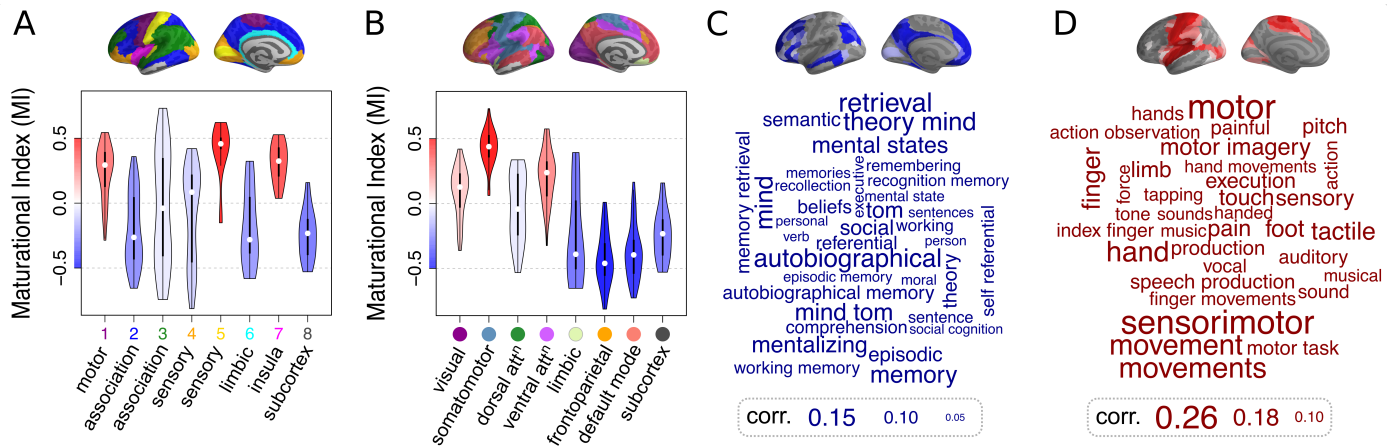 A
B
C
D
Maturational Index (MI)
0.5
0.0
−0.5
1 2 3 4 5 6 7 8
motor
association
association
sensory
sensory
limbic
insula
subcortex
Maturational Index (MI)
0.5
0.0
−0.5
visual
somatomotor
dorsal attⁿ
ventral attⁿ
limbic
frontoparietal
default mode
subcortex
retrieval
semantic theory mind
mental states
memory retrieval
memories
executive
remembering
recollection
recognition memory
mind
mental state
beliefs
tom
sentences
personal
social
working
verb
referential
person
self referential
autobiographical
theory
episodic memory
moral
autobiographical memory
mind tom
sentence
comprehension
social cognition
mentalizing
episodic
working memory
memory
corr. 0.15 0.10 0.05
hands motor
action observation painful pitch
motor imagery
action
finger
force
limb
hand movements
execution
tapping
touch sensory
tone sounds handed
index finger music pain foot tactile
hand production
auditory
vocal
musical
speech production
finger movements sound
sensorimotor
movement motor task
movements
corr. 0.26 0.18 0.10